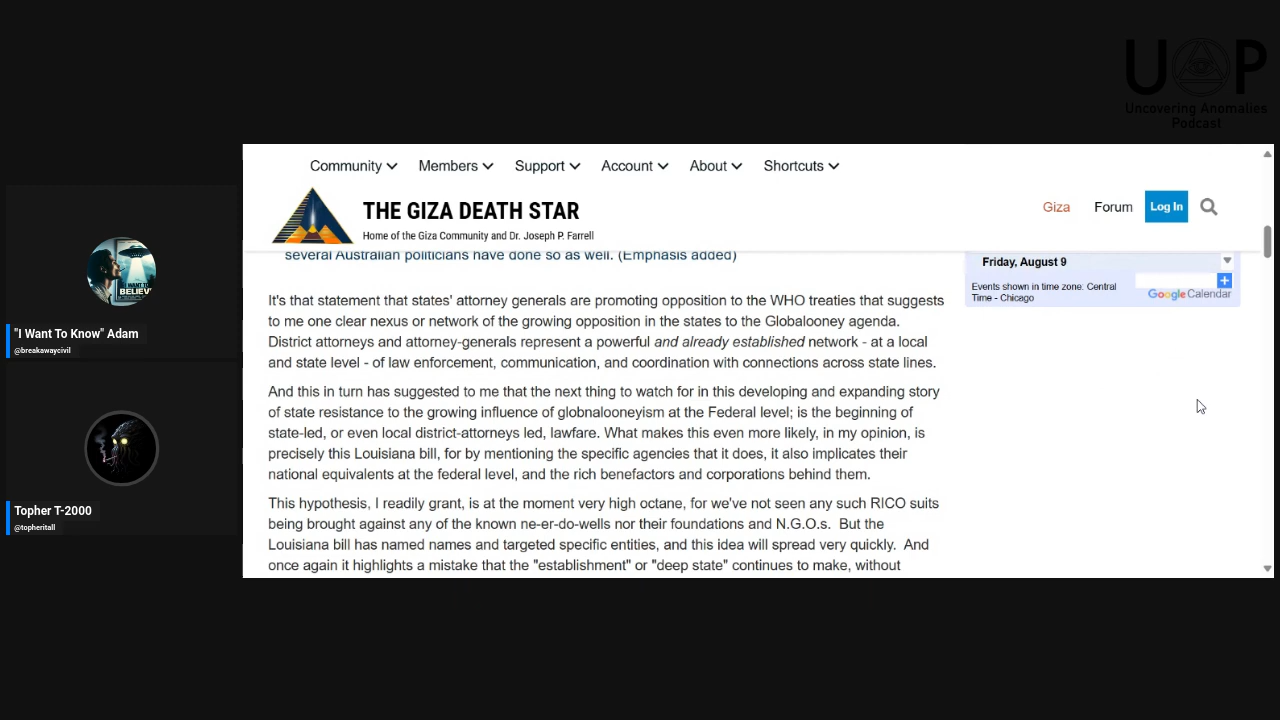 U P
Uncovering Anomalies
Podcast
Community
Members
Support
Account
About
Shortcuts
THE GIZA DEATH STAR
Home of the Giza Community and Dr. Joseph P. Farrell
Giza
Forum
Log In
several Australian politicians have done so as well. (Emphasis added)
Friday, August 9
Events shown in time zone: Central
Time - Chicago
Google Calendar
It's that statement that states' attorney generals are promoting opposition to the WHO treaties that suggests
to me one clear nexus or network of the growing opposition in the states to the Globalooney agenda.
District attorneys and attorney-generals represent a powerful and already established network - at a local
and state level - of law enforcement, communication, and coordination with connections across state lines.
And this in turn has suggested to me that the next thing to watch for in this developing and expanding story
of state resistance to the growing influence of globnalooneyism at the Federal level; is the beginning of
state-led, or even local district-attorneys led, lawfare. What makes this even more likely, in my opinion, is
precisely this Louisiana bill, for by mentioning the specific agencies that it does, it also implicates their
national equivalents at the federal level, and the rich benefactors and corporations behind them.
This hypothesis, I readily grant, is at the moment very high octane, for we've not seen any such RICO suits
being brought against any of the known ne-er-do-wells nor their foundations and N.G.O.s. But the
Louisiana bill has named names and targeted specific entities, and this idea will spread very quickly. And
once again it highlights a mistake that the "establishment" or "deep state" continues to make, without
"I Want To Know" Adam
@breakawaycivil
Topher T-2000
@topheritall